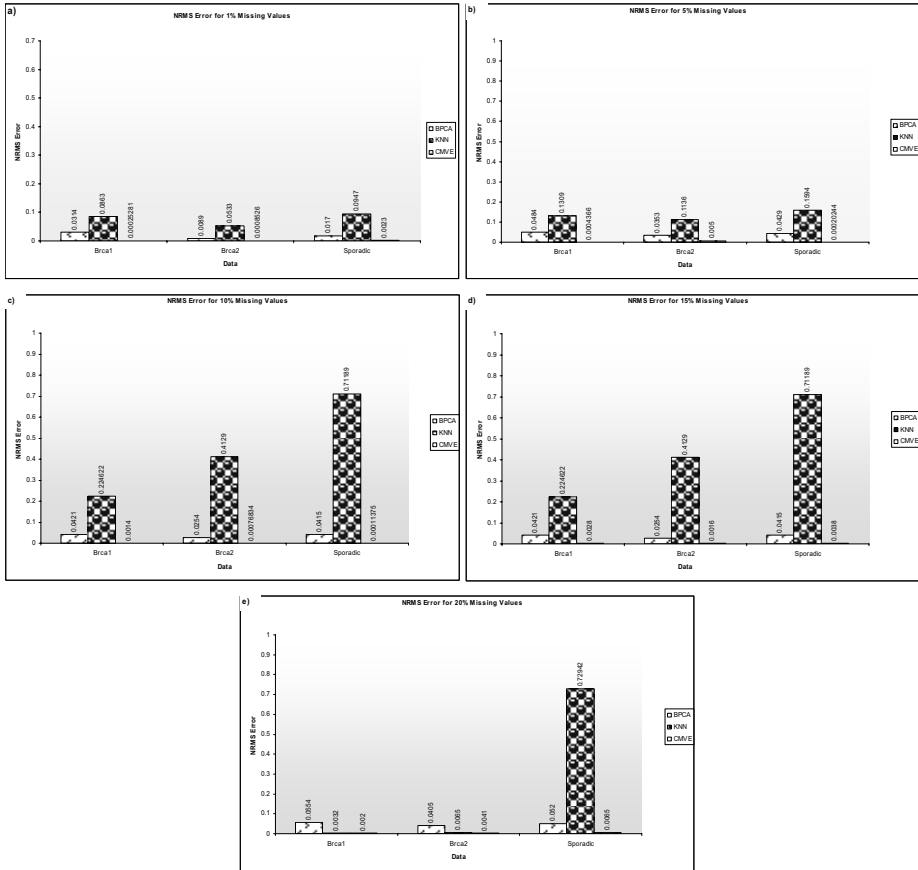 a)
NRMS Error for 1% Missing Values
0.7
0.6
0.5
0.4
0.3
0.2
0.1
0
NRMS Error
0.0314
0.0863
0.00025281
0.0089
0.0533
0.0008526
0.017
0.0947
0.0023
Brca1
Brca2
Sporadic
Data
BPCA
KNN
CMVE
b)
NRMS Error for 5% Missing Values
1
0.9
0.8
0.7
0.6
0.5
0.4
0.3
0.2
0.1
0
NRMS Error
0.0484
0.1309
0.0004366
0.0353
0.1136
0.005
0.0429
0.1594
0.00020244
Brca1
Brca2
Sporadic
Data
BPCA
KNN
CMVE
c)
NRMS Error for 10% Missing Values
1
0.9
0.8
0.7
0.6
0.5
0.4
0.3
0.2
0.1
0
NRMS Error
0.0421
0.224622
0.0014
0.0254
0.4129
0.00076834
0.0415
0.71189
0.00011375
Brca1
Brca2
Sporadic
Data
BPCA
KNN
CMVE
d)
NRMS Error for 15% Missing Values
1
0.9
0.8
0.7
0.6
0.5
0.4
0.3
0.2
0.1
0
NRMS Error
0.0421
0.224622
0.0028
0.0254
0.4129
0.0016
0.0415
0.71189
0.0038
Brca1
Brca2
Sporadic
Data
BPCA
KNN
CMVE
e)
NRMS Error for 20% Missing Values
1
0.9
0.8
0.7
0.6
0.5
0.4
0.3
0.2
0.1
0
NRMS Error
0.0554
0.0032
0.002
0.0405
0.0065
0.0041
0.052
0.72942
0.0065
Brca1
Brca2
Sporadic
Data
BPCA
KNN
CMVE